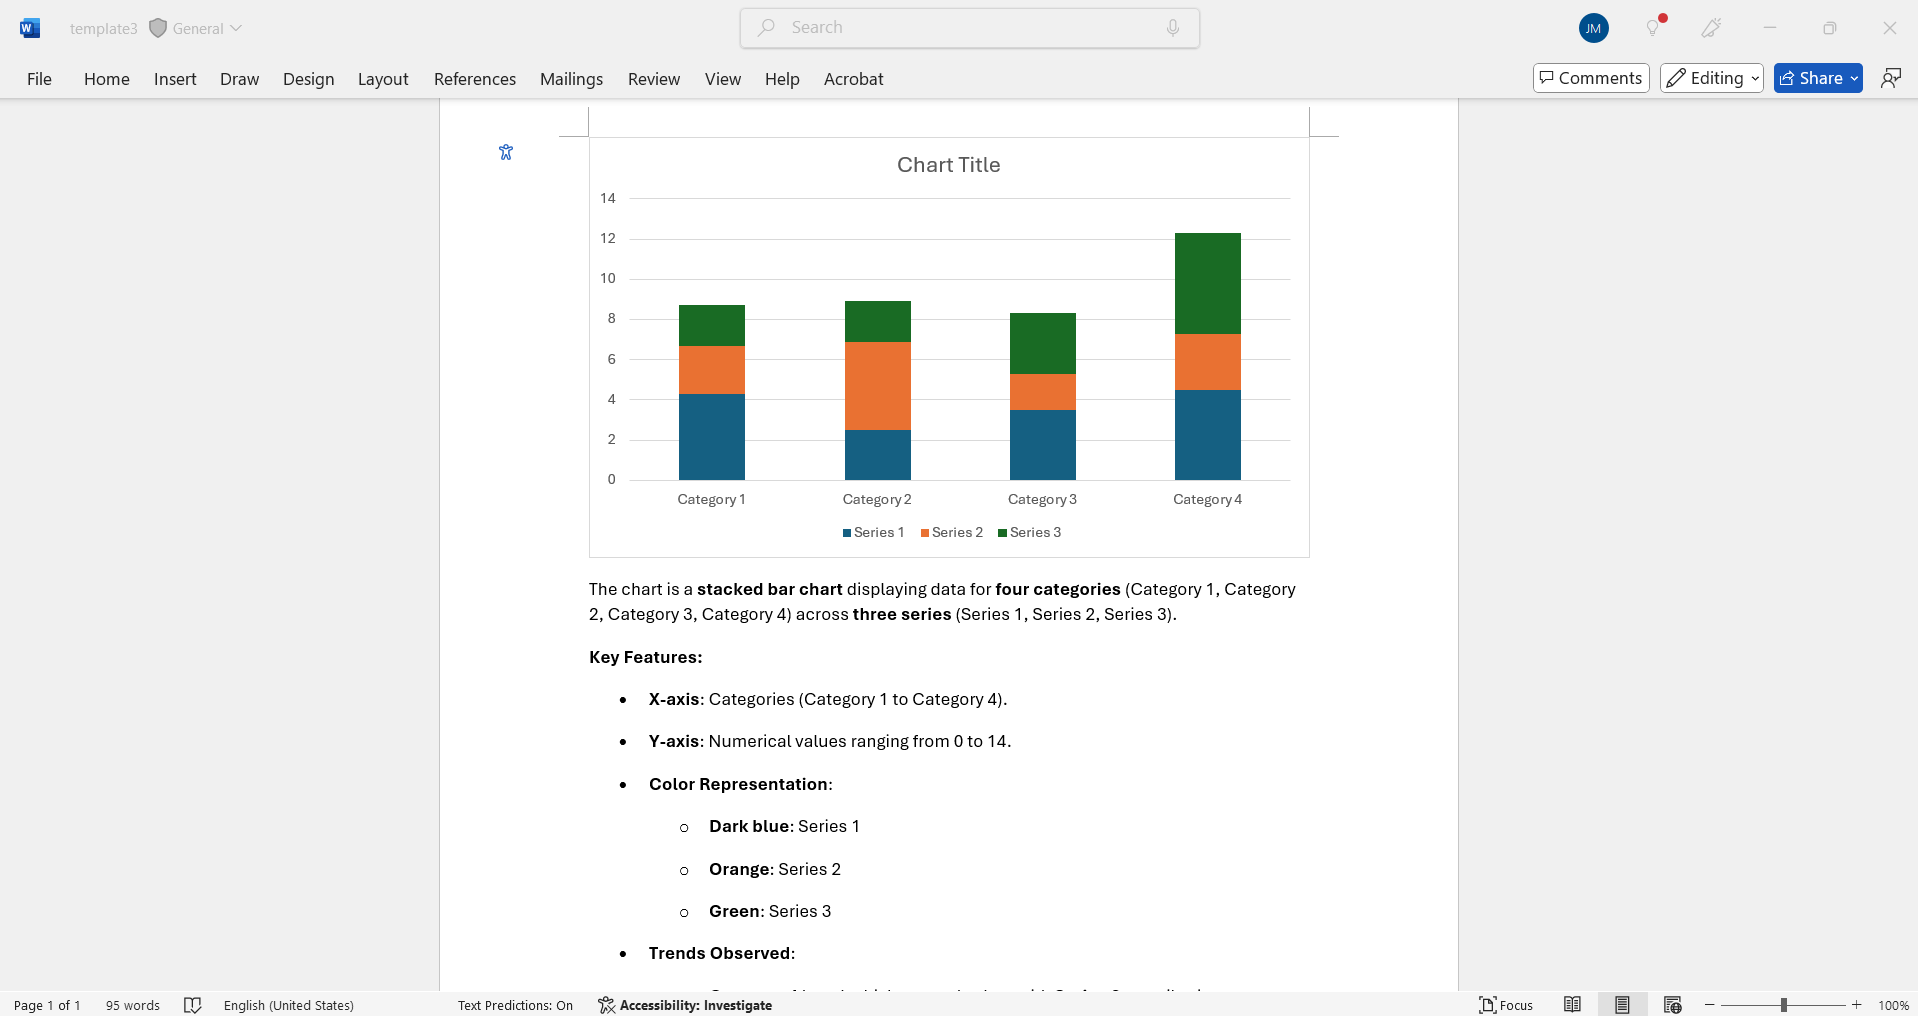 template3 General
Search
JM
File Home Insert Draw Design Layout References Mailings Review View Help Acrobat
Comments Editing Share
Chart Title
14
12
10
8
6
4
2
0
Category 1 Category 2 Category 3 Category 4
Series 1 Series 2 Series 3
The chart is a stacked bar chart displaying data for four categories (Category 1, Category
2, Category 3, Category 4) across three series (Series 1, Series 2, Series 3).
Key Features:
• X-axis: Categories (Category 1 to Category 4).
• Y-axis: Numerical values ranging from 0 to 14.
• Color Representation:
o Dark blue: Series 1
o Orange: Series 2
o Green: Series 3
• Trends Observed:
Page 1 of 1 95 words English (United States) Text Predictions: On Accessibility: Investigate Focus 100%